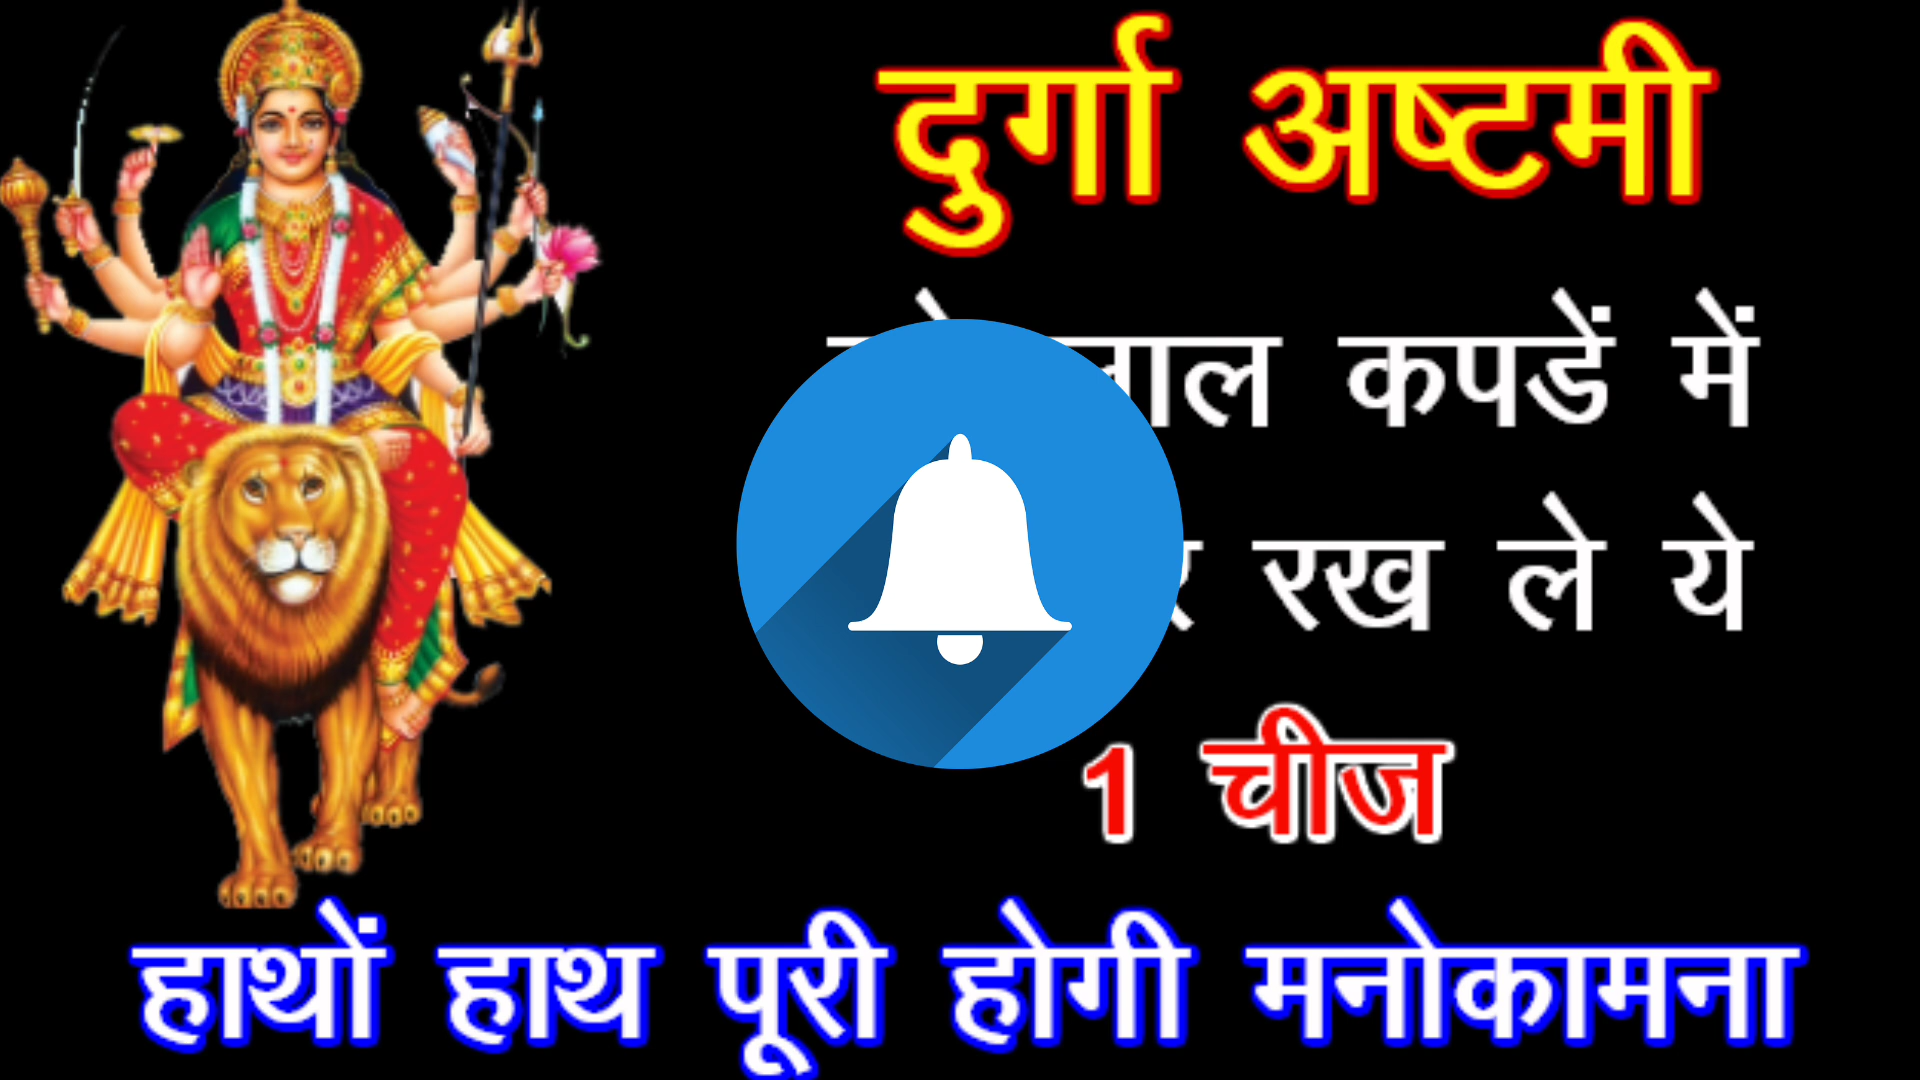 दुर्गा अष्टमी
कपडें में
रख ले ये
1 चीज
हाथों हाथ पूरी होगी मनोकामना